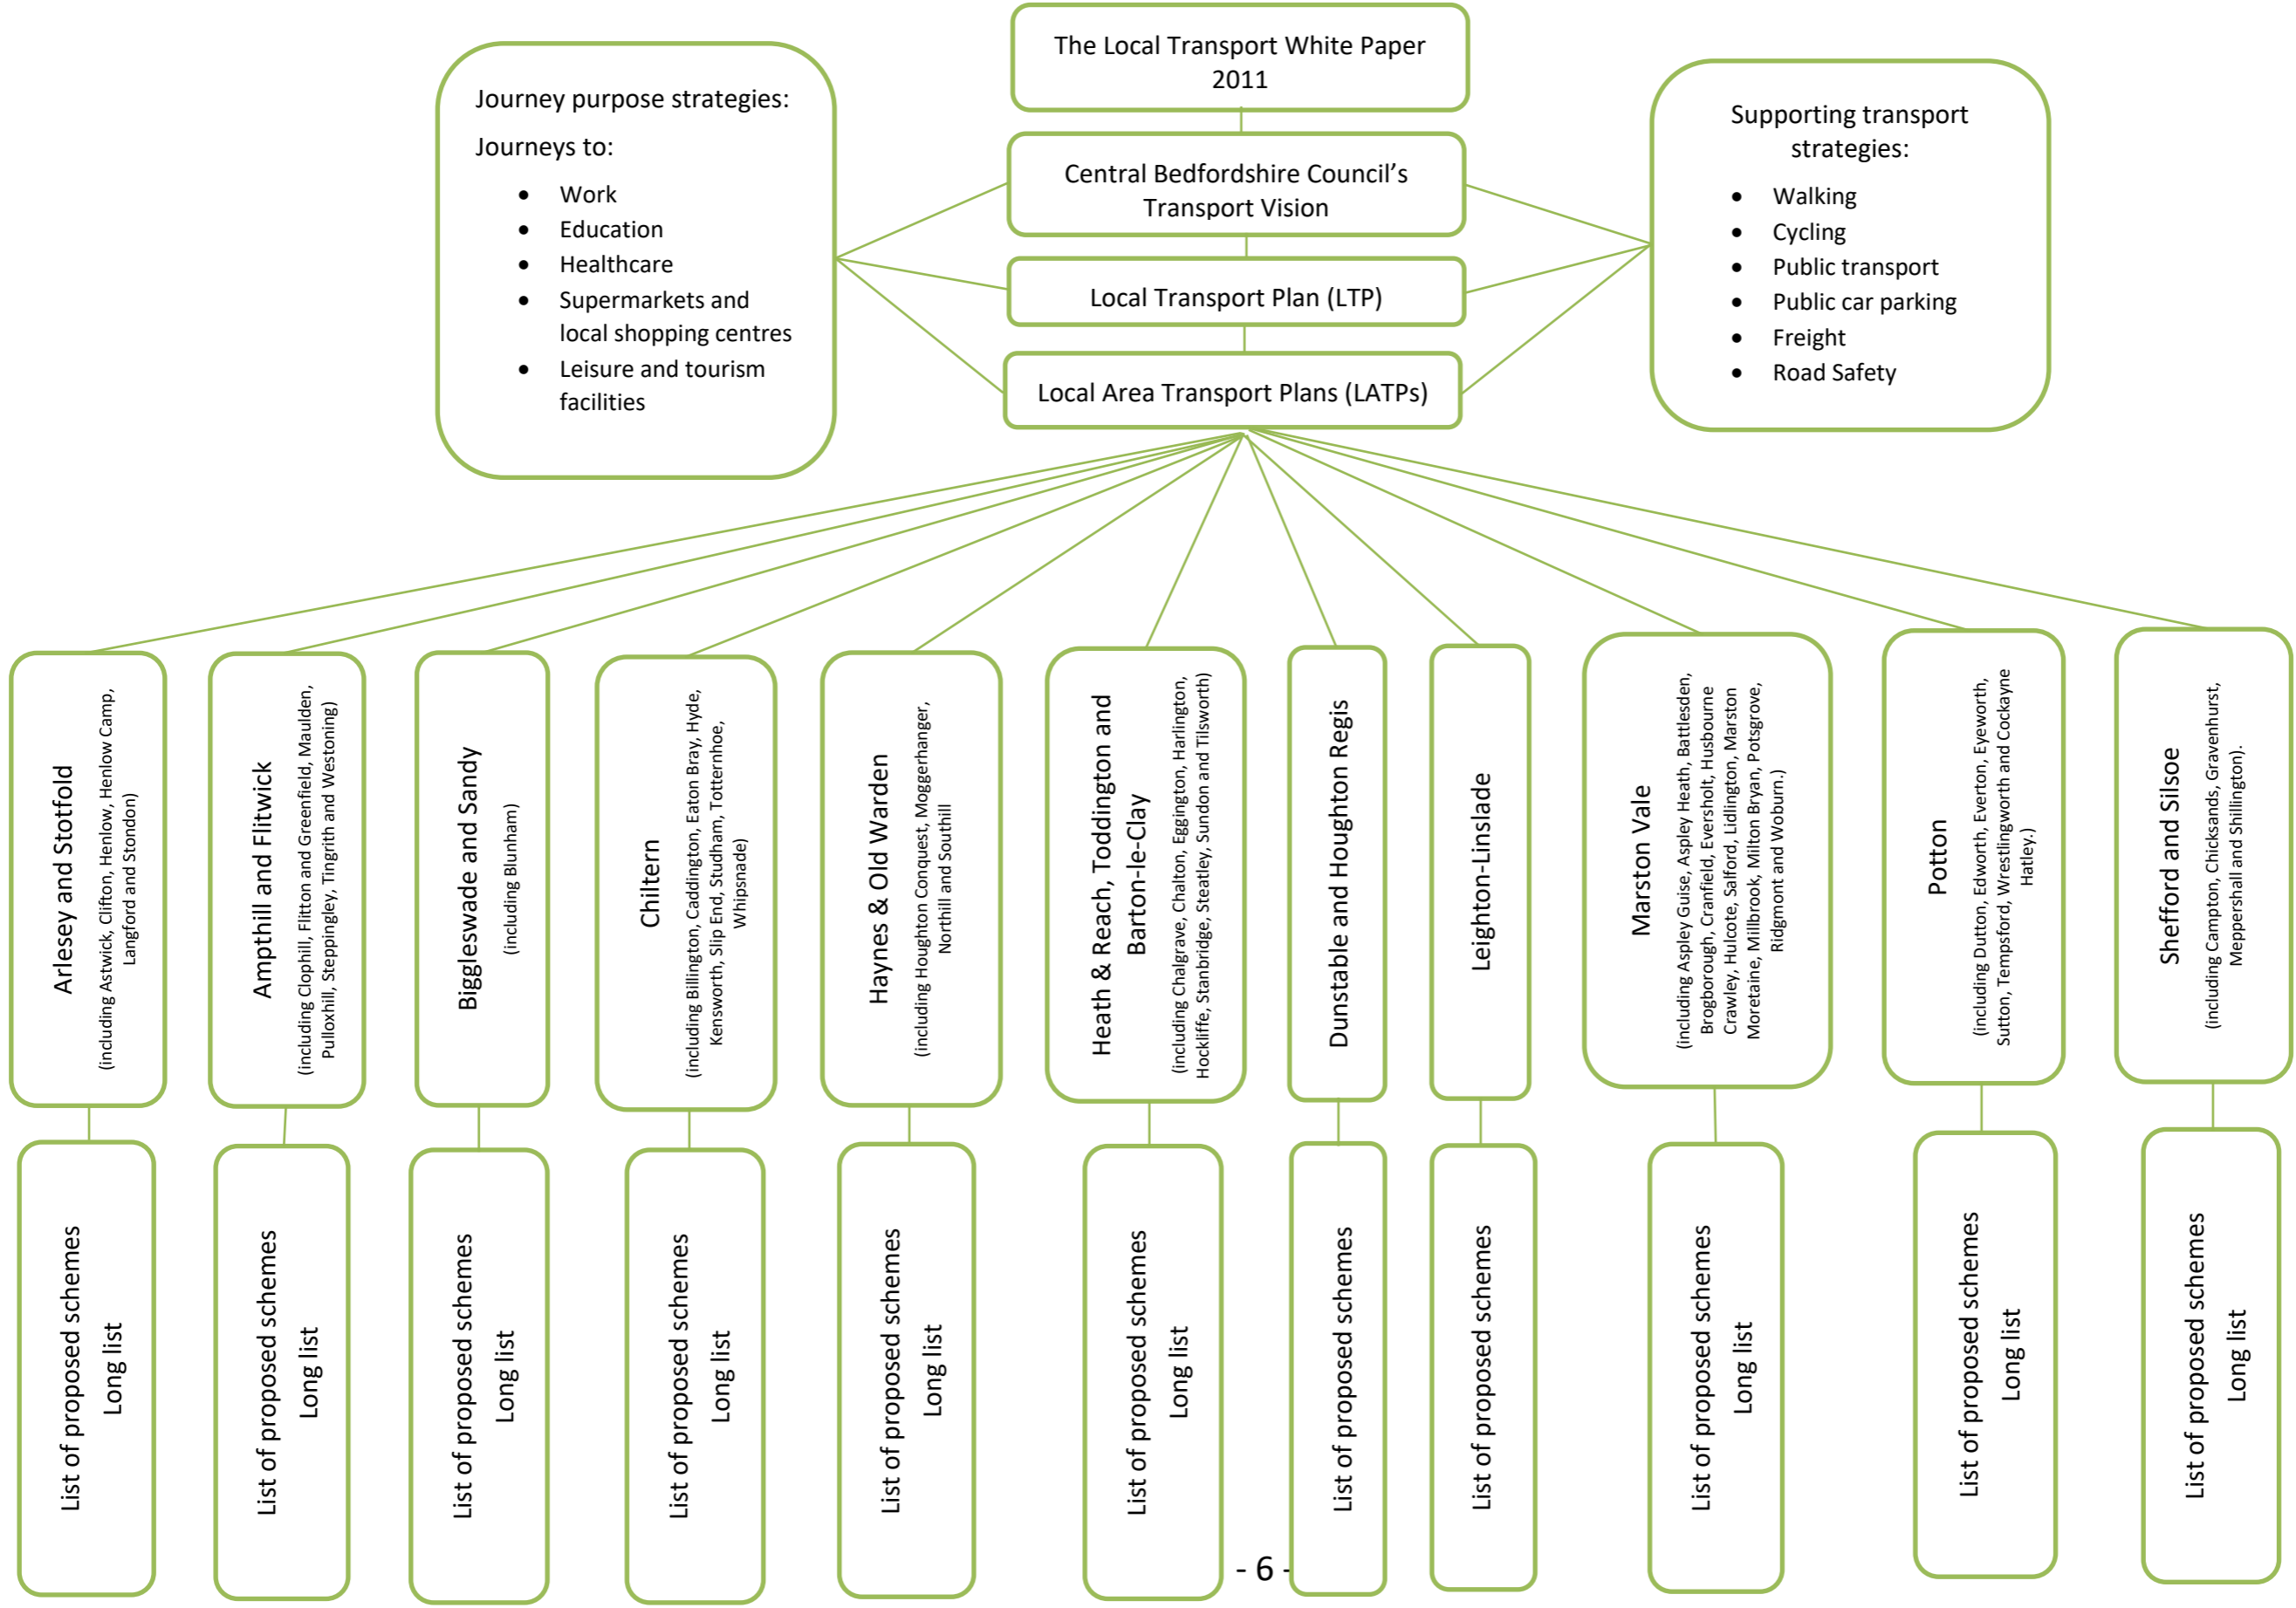 The Local Transport White Paper
2011
Journey purpose strategies:
Journeys to:
• Work
• Education
• Healthcare
• Supermarkets and
local shopping centres
• Leisure and tourism
facilities
Central Bedfordshire Council’s
Transport Vision
Local Transport Plan (LTP)
Local Area Transport Plans (LATPs)
Supporting transport
strategies:
• Walking
• Cycling
• Public transport
• Public car parking
• Freight
• Road Safety
Arlesey and Stotfold
(including Astwick, Clifton, Henlow, Henlow Camp,
Langford and Stondon)
Ampthill and Flitwick
(including Clophill, Flitton and Greenfield, Maulden,
Pulloxhill, Steppingley, Tingrith and Westoning)
Biggleswade and Sandy
(including Blunham)
Chiltern
(including Billington, Caddington, Eaton Bray, Hyde,
Kensworth, Slip End, Studham, Totternhoe,
Whipsnade)
Haynes & Old Warden
(including Houghton Conquest, Moggerhanger,
Northill and Southill
Heath & Reach, Toddington and
Barton-le-Clay
(including Chalgrave, Chalton, Eggington, Harlington,
Hockliffe, Stanbridge, Steatley, Sundon and Tilsworth)
Dunstable and Houghton Regis
Leighton-Linslade
Marston Vale
(including Aspley Guise, Aspley Heath, Battlesden,
Brogborough, Cranfield, Eversholt, Husbourne
Crawley, Hulcote, Salford, Lidlington, Marston
Moretaine, Millbrook, Milton Bryan, Potsgrove,
Ridgmont and Woburn.)
Potton
(including Dutton, Edworth, Everton, Eyeworth,
Sutton, Tempsford, Wrestlingworth and Cockayne
Hatley.)
Shefford and Silsoe
(including Campton, Chicksands, Gravenhurst,
Meppershall and Shillington).
List of proposed schemes
Long list
List of proposed schemes
Long list
List of proposed schemes
Long list
List of proposed schemes
Long list
List of proposed schemes
Long list
List of proposed schemes
Long list
List of proposed schemes
List of proposed schemes
List of proposed schemes
Long list
List of proposed schemes
Long list
List of proposed schemes
Long list
- 6 -